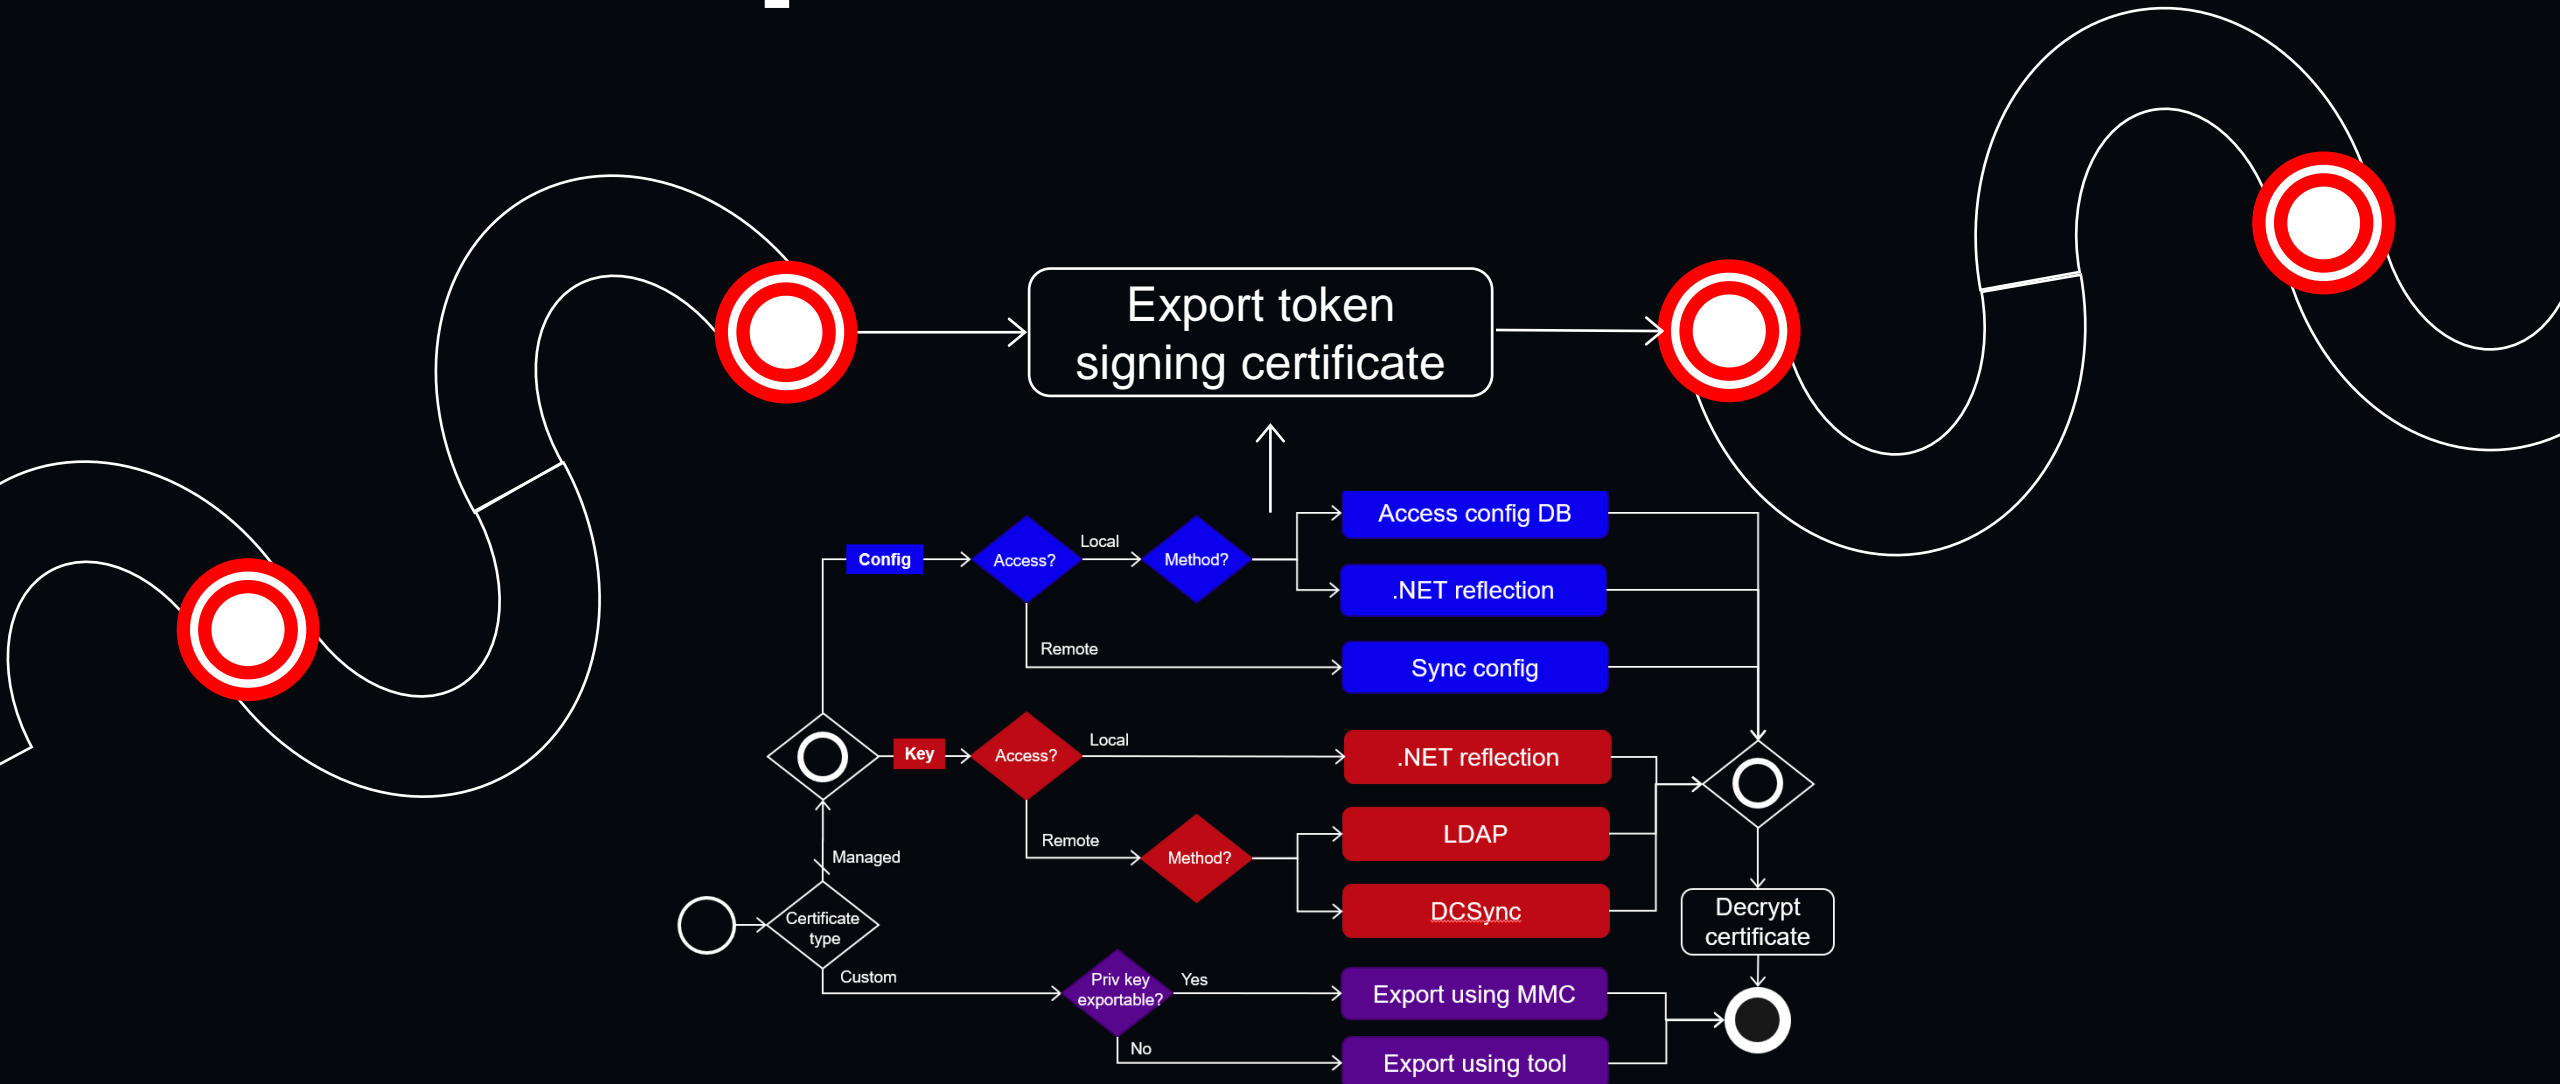 Export token
signing certificate
Access config DB
Config
Access?
Local
Method?
.NET reflection
Remote
Sync config
Key
Access?
Local
.NET reflection
Remote
Method?
LDAP
DCSync
Managed
Certificate
type
Decrypt
certificate
Custom
Priv key
exportable?
Yes
Export using MMC
No
Export using tool